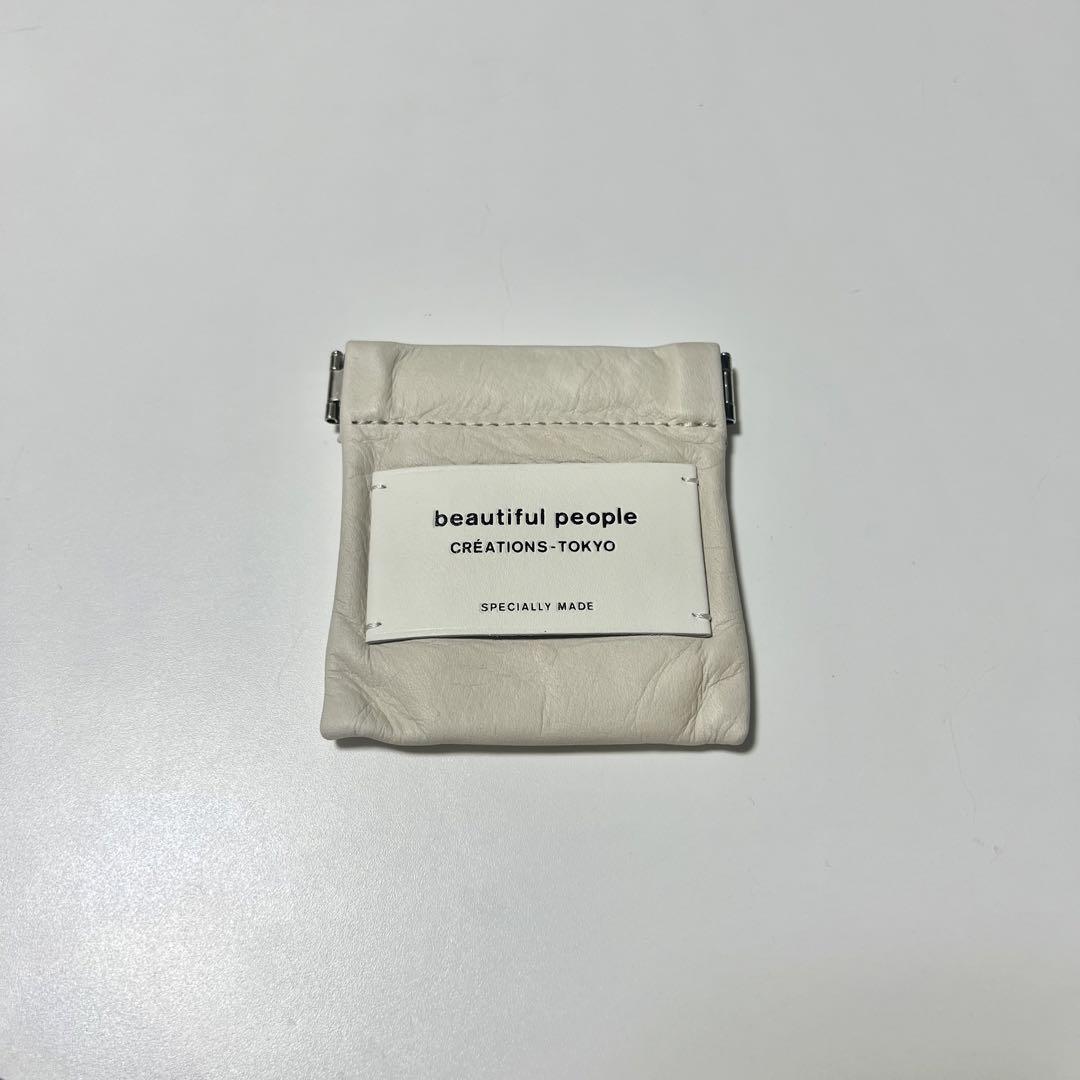 beautiful people
CRÉATIONS-TOKYO
SPECIALLY MADE